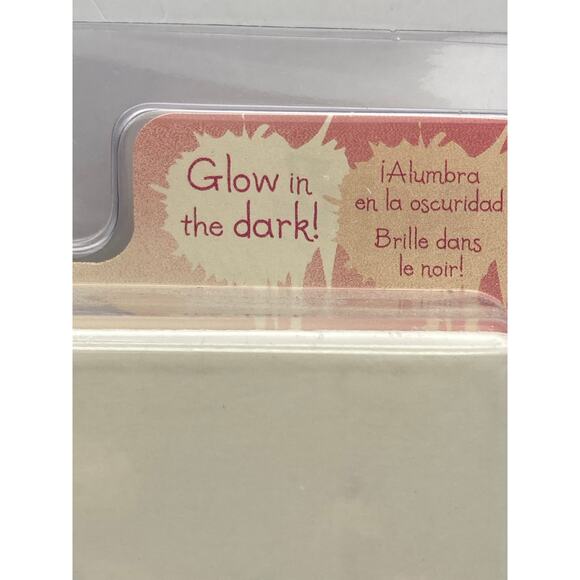 Glow in
the dark!
¡Alumbra
en la oscuridad
Brille dans
le noir!